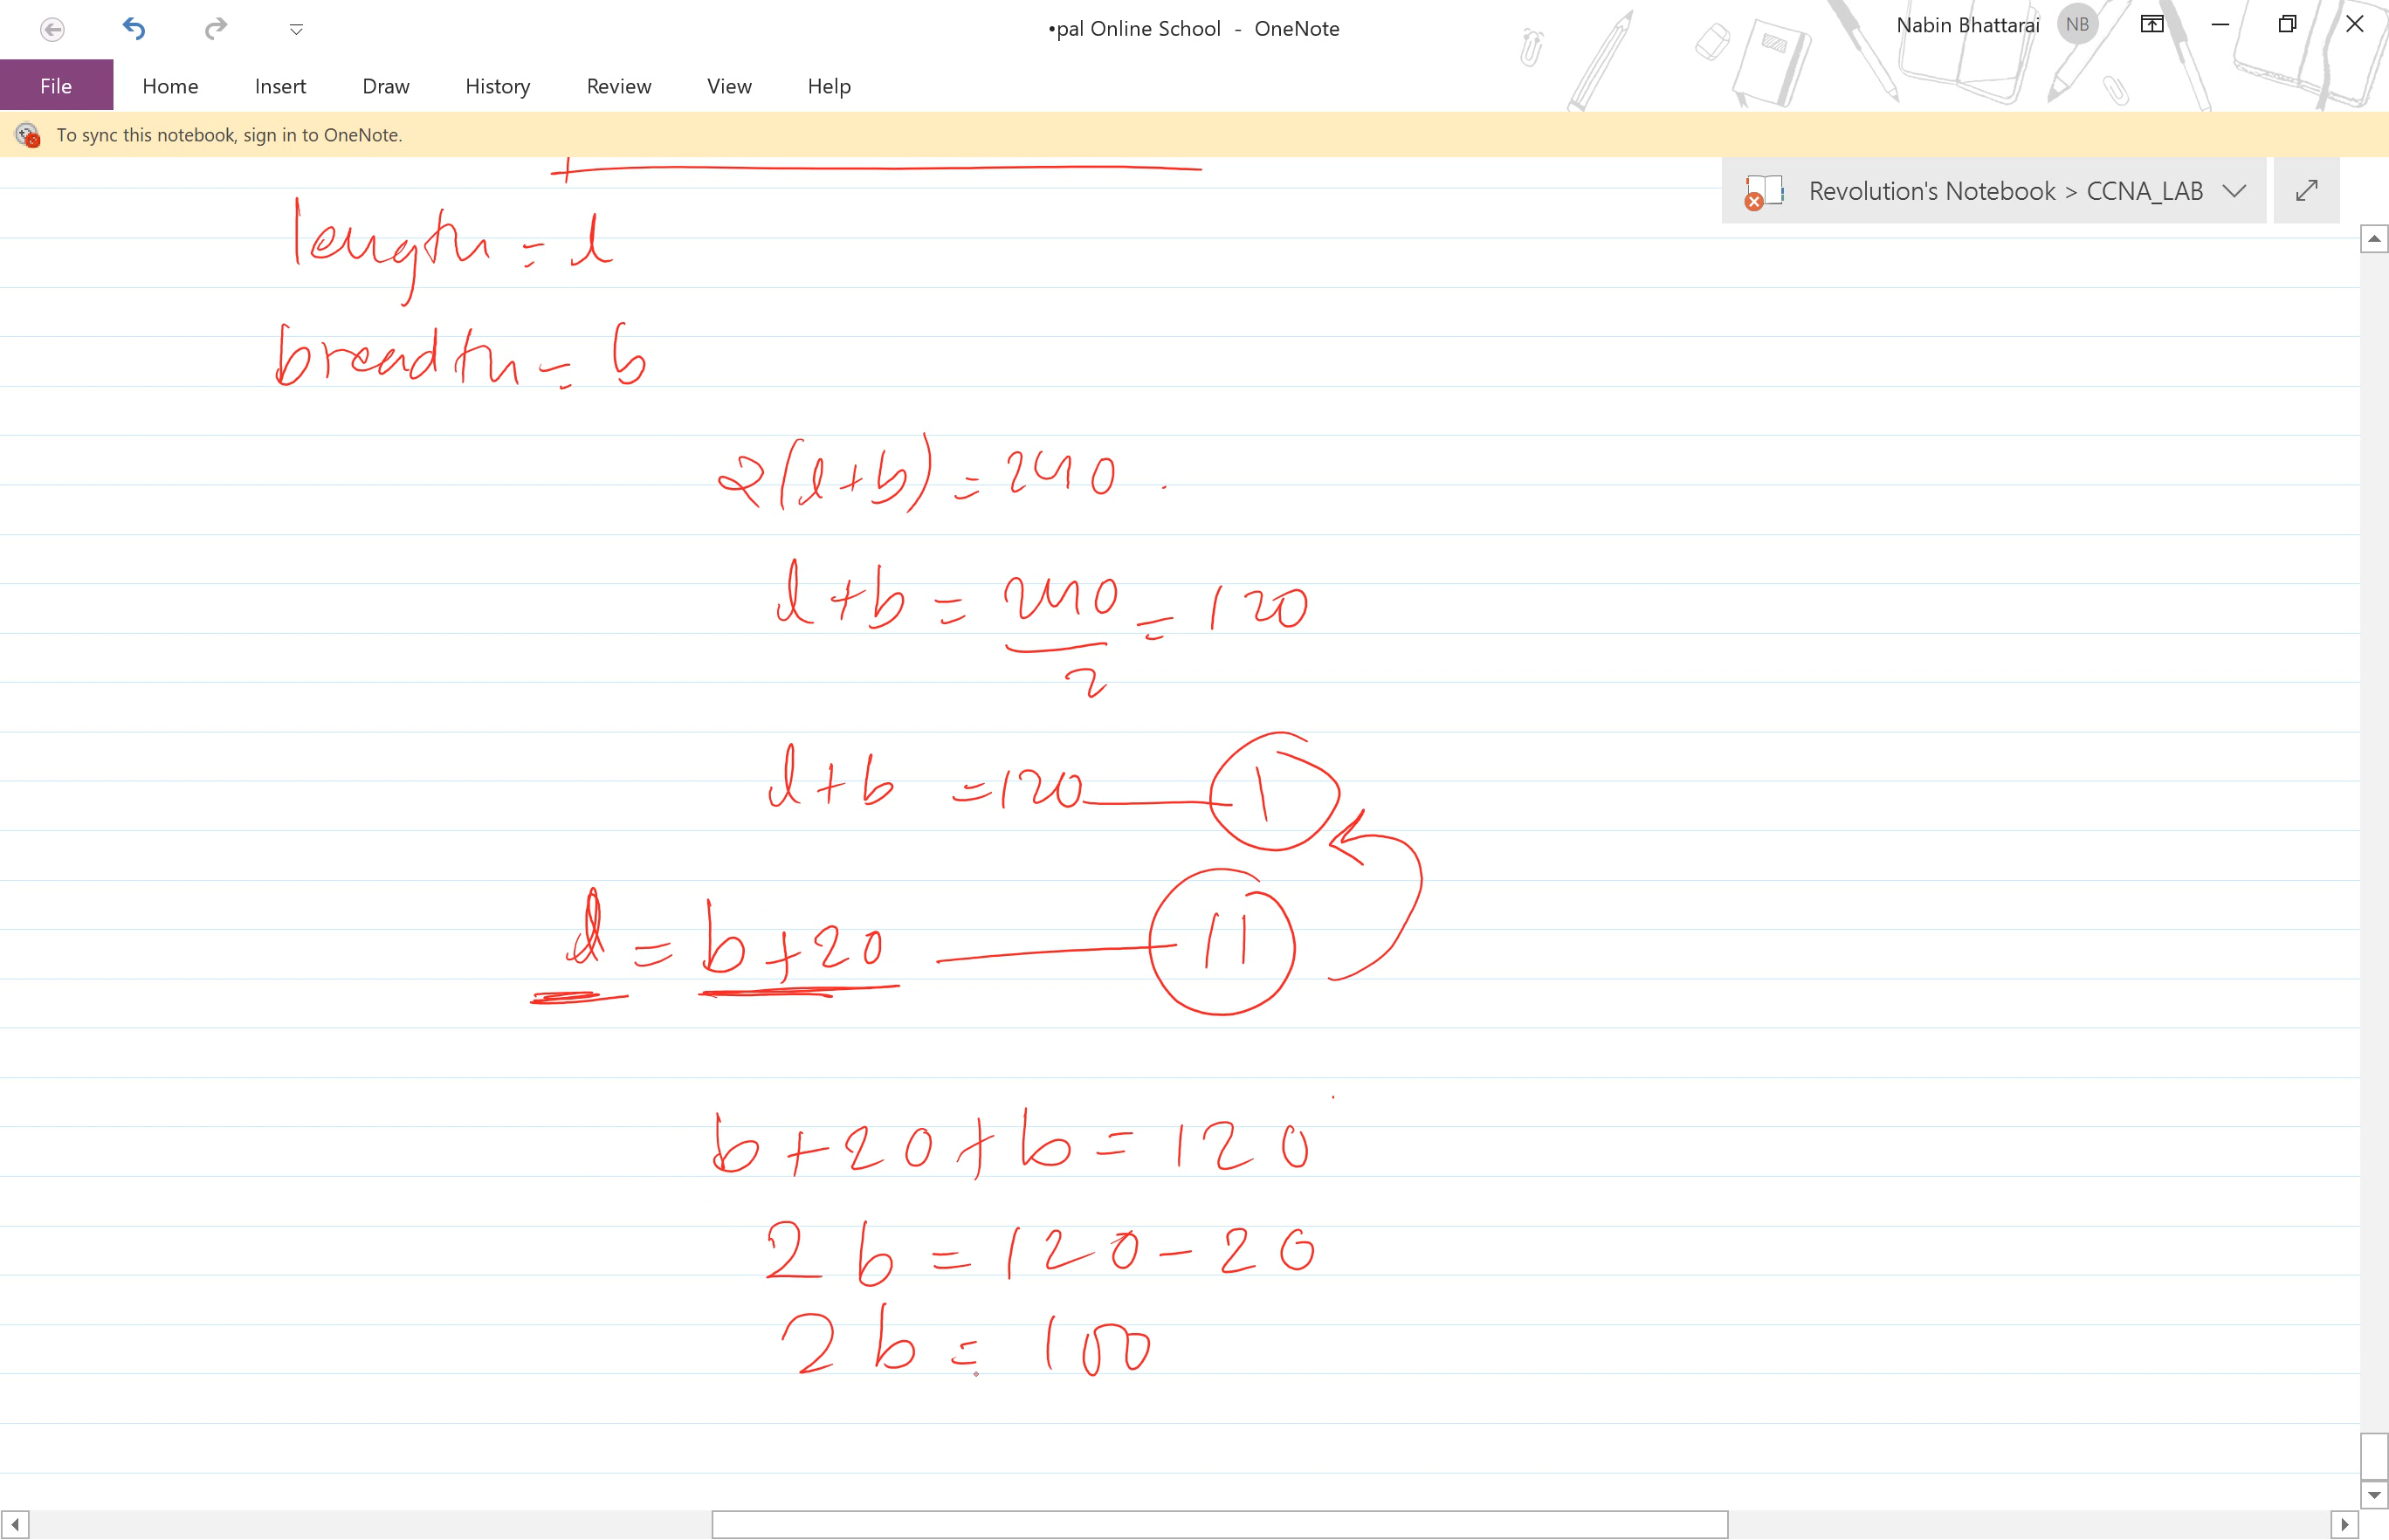 •pal Online School - OneNote
Nabin Bhattarai NB
File Home Insert Draw History Review View Help
To sync this notebook, sign in to OneNote.
Revolution's Notebook > CCNA_LAB
length = l
breadth = b
2(l+b) = 240
l+b = 240/2 = 120
l+b = 120 — I
l = b+20 — II
b+20+b = 120
2b = 120-20
2b = 100